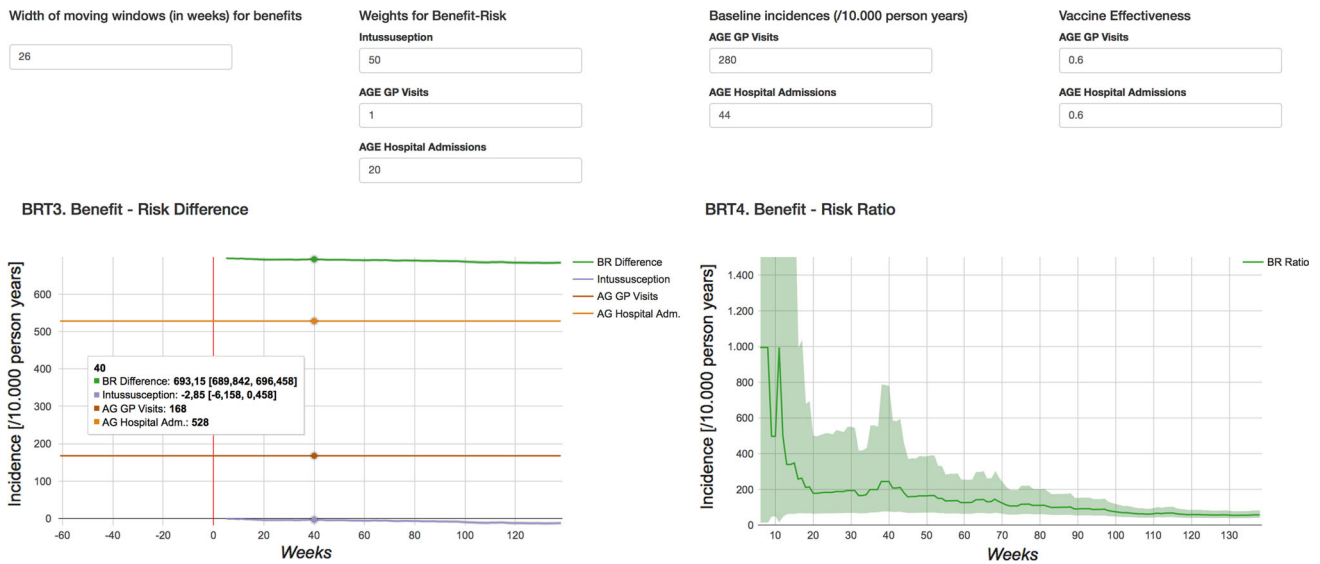 Width of moving windows (in weeks) for benefits
26
Weights for Benefit-Risk
Intussuseption
50
AGE GP Visits
1
AGE Hospital Admissions
20
Baseline incidences (/10.000 person years)
AGE GP Visits
280
AGE Hospital Admissions
44
Vaccine Effectiveness
AGE GP Visits
0.6
AGE Hospital Admissions
0.6
BRT3. Benefit - Risk Difference
Incidence [/10.000 person years]
600
500
400
300
200
100
0
-60 -40 -20 0 20 40 60 80 100 120
Weeks
BR Difference
Intussusception
AG GP Visits
AG Hospital Adm.
40
BR Difference: 693,15 [689,842, 696,458]
Intussusception: -2,85 [-6,158, 0,458]
AG GP Visits: 168
AG Hospital Adm.: 528
BRT4. Benefit - Risk Ratio
Incidence [/10.000 person years]
1.400
1.200
1.000
800
600
400
200
0
10 20 30 40 50 60 70 80 90 100 110 120 130
Weeks
BR Ratio